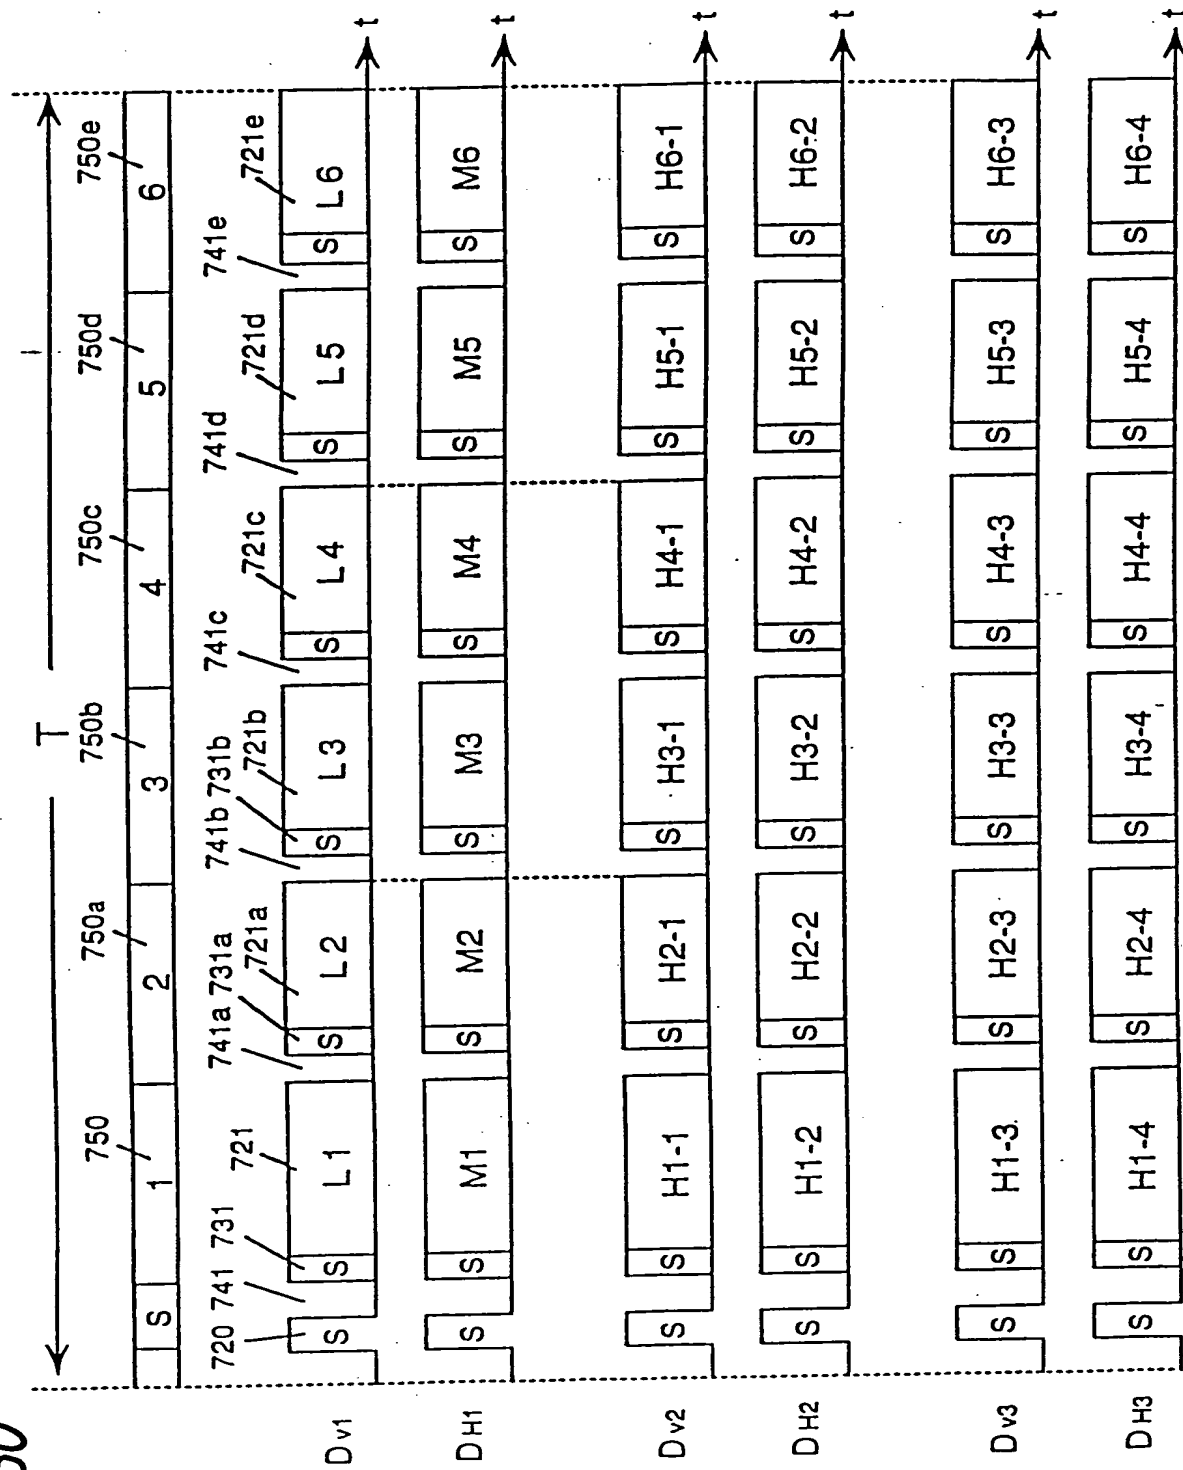 T
750 750a 750b 750c 750d 750e
S 1 2 3 4 5 6
720 741 731 721 741a 731a 721a 741b 731b 721b 741c 721c 741d 721d 741e 721e
Dv1 S S L1 S L2 S L3 S L4 S L5 S L6 t
DH1 S S M1 S M2 S M3 S M4 S M5 S M6 t
Dv2 S S H1-1 S H2-1 S H3-1 S H4-1 S H5-1 S H6-1 t
DH2 S S H1-2 S H2-2 S H3-2 S H4-2 S H5-2 S H6-2 t
Dv3 S S H1-3 S H2-3 S H3-3 S H4-3 S H5-3 S H6-3 t
DH3 S S H1-4 S H2-4 S H3-4 S H4-4 S H5-4 S H6-4 t